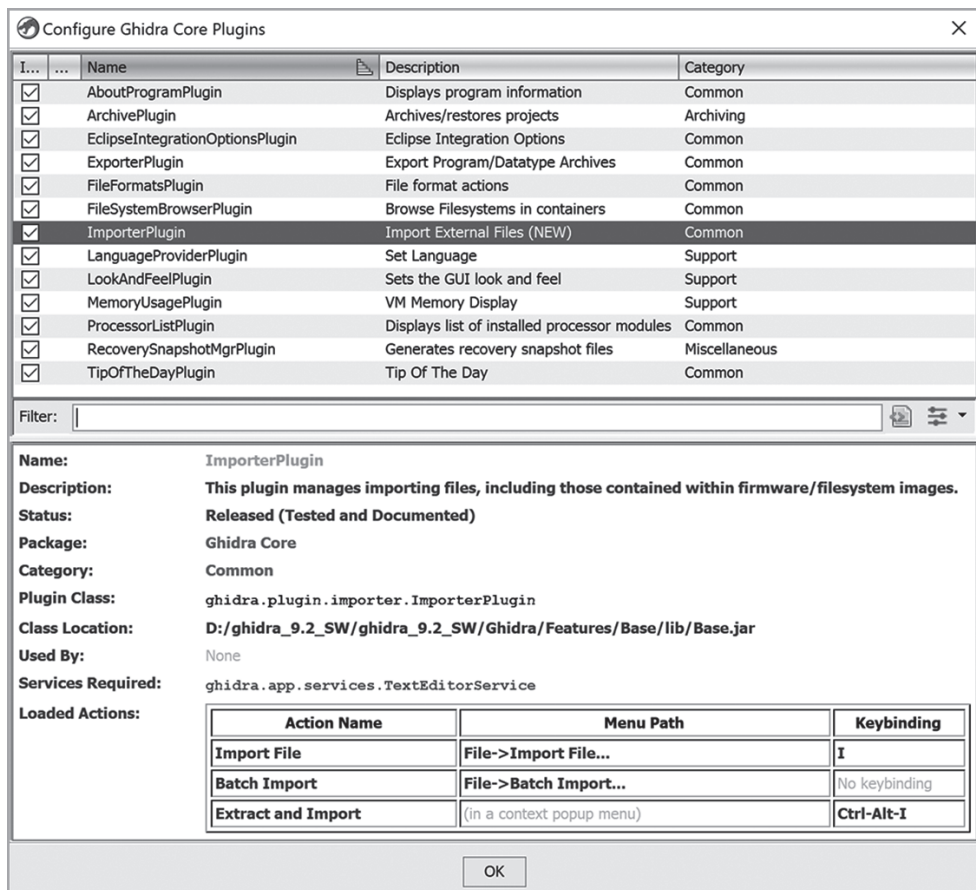 Configure Ghidra Core Plugins
I... ... Name Description Category
AboutProgramPlugin Displays program information Common
ArchivePlugin Archives/restores projects Archiving
EclipseIntegrationOptionsPlugin Eclipse Integration Options Common
ExporterPlugin Export Program/Datatype Archives Common
FileFormatsPlugin File format actions Common
FileSystemBrowserPlugin Browse Filesystems in containers Common
ImporterPlugin Import External Files (NEW) Common
LanguageProviderPlugin Set Language Support
LookAndFeelPlugin Sets the GUI look and feel Support
MemoryUsagePlugin VM Memory Display Support
ProcessorListPlugin Displays list of installed processor modules Common
RecoverySnapshotMgrPlugin Generates recovery snapshot files Miscellaneous
TipOfTheDayPlugin Tip Of The Day Common
Filter:
Name: ImporterPlugin
Description: This plugin manages importing files, including those contained within firmware/filesystem images.
Status: Released (Tested and Documented)
Package: Ghidra Core
Category: Common
Plugin Class: ghidra.plugin.importer.ImporterPlugin
Class Location: D:/ghidra_9.2_SW/ghidra_9.2_SW/Ghidra/Features/Base/lib/Base.jar
Used By: None
Services Required: ghidra.app.services.TextEditorService
Loaded Actions: Action Name Menu Path Keybinding
Import File File->Import File... I
Batch Import File->Batch Import... No keybinding
Extract and Import (in a context popup menu) Ctrl-Alt-I
OK